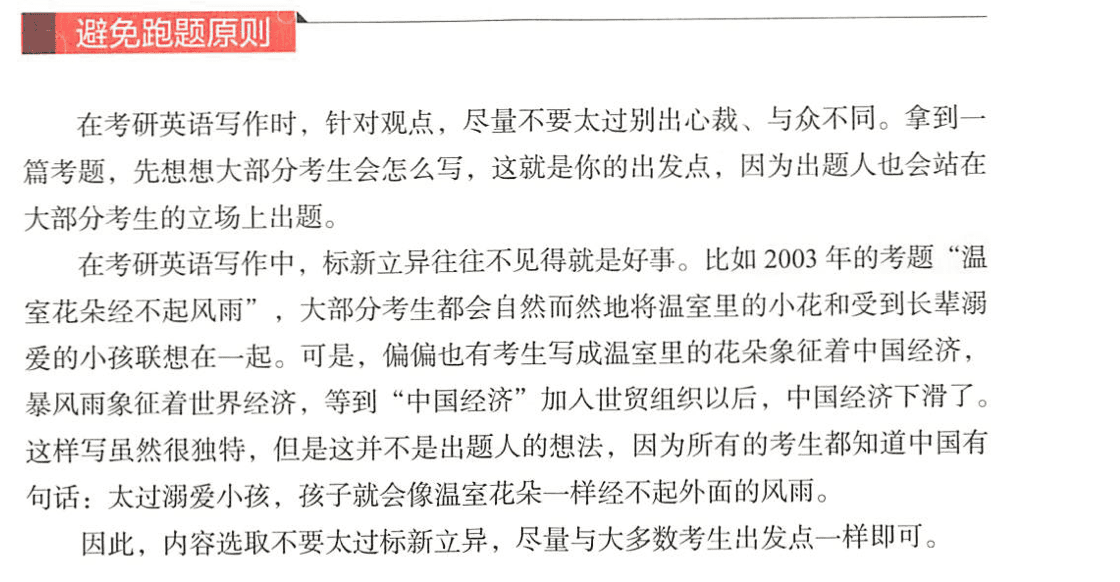 避免跑题原则
在考研英语写作时，针对观点，尽量不要太过别出心裁、与众不同。拿到一
篇考题，先想想大部分考生会怎么写，这就是你的出发点，因为出题人也会站在
大部分考生的立场上出题。
在考研英语写作中，标新立异往往不见得就是好事。比如 2003 年的考题“温
室花朵经不起风雨”，大部分考生都会自然而然地将温室里的小花和受到长辈溺
爱的小孩联想在一起。可是，偏偏也有考生写成温室里的花朵象征着中国经济，
暴风雨象征着世界经济，等到“中国经济”加入世贸组织以后，中国经济下滑了。
这样写虽然很独特，但是这并不是出题人的想法，因为所有的考生都知道中国有
句话：太过溺爱小孩，孩子就会像温室花朵一样经不起外面的风雨。
因此，内容选取不要太过标新立异，尽量与大多数考生出发点一样即可。